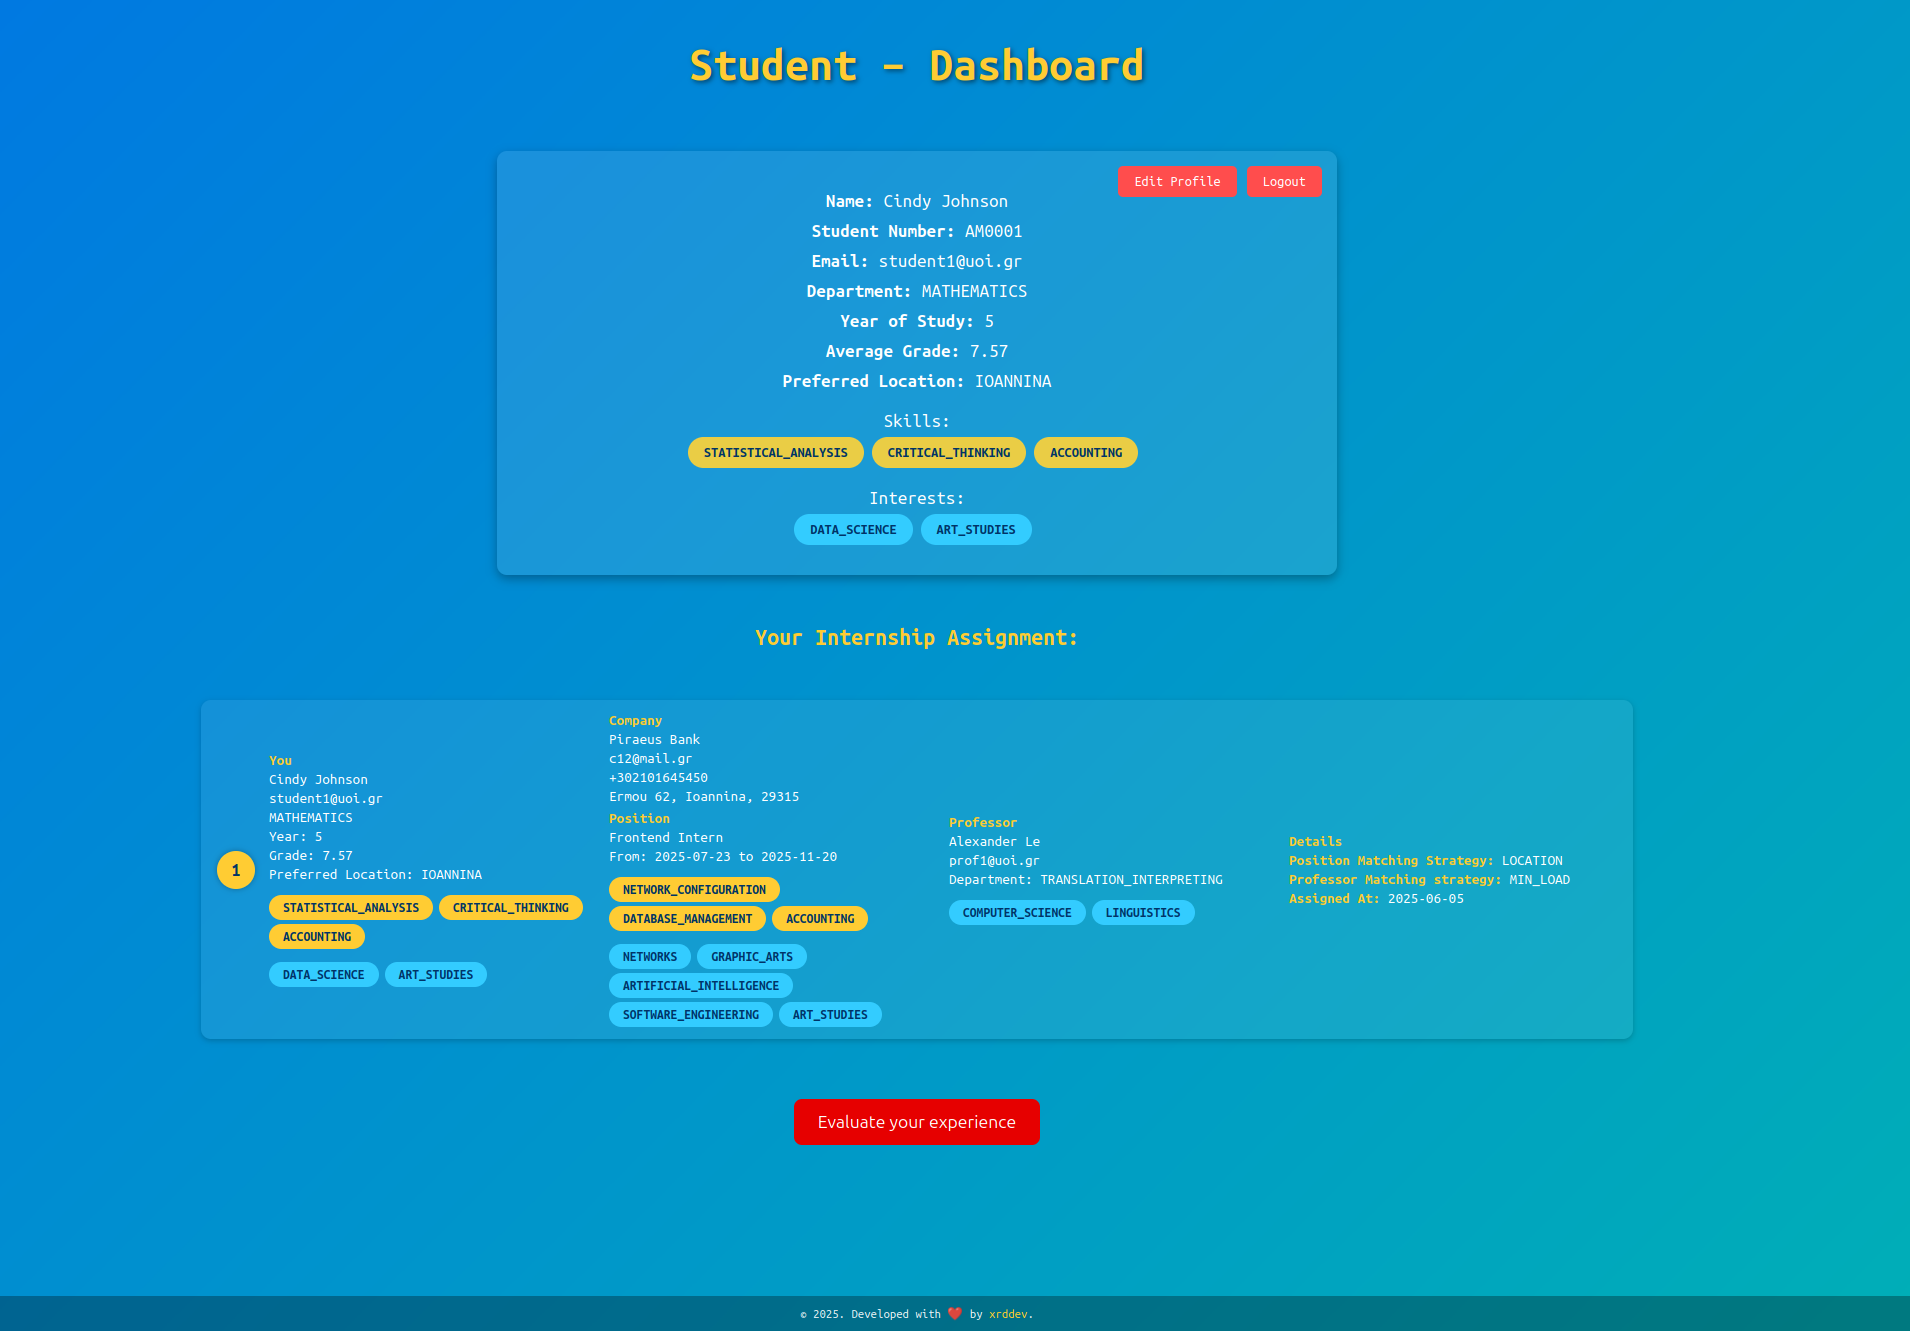 Student - Dashboard
Edit Profile
Logout
Name: Cindy Johnson
Student Number: AM0001
Email: student1@uoi.gr
Department: MATHEMATICS
Year of Study: 5
Average Grade: 7.57
Preferred Location: IOANNINA
Skills:
STATISTICAL_ANALYSIS CRITICAL_THINKING ACCOUNTING
Interests:
DATA_SCIENCE ART_STUDIES
Your Internship Assignment:
1
You
Cindy Johnson
student1@uoi.gr
MATHEMATICS
Year: 5
Grade: 7.57
Preferred Location: IOANNINA
STATISTICAL_ANALYSIS CRITICAL_THINKING
ACCOUNTING
DATA_SCIENCE ART_STUDIES
Company
Piraeus Bank
c12@mail.gr
+302101645450
Ermou 62, Ioannina, 29315
Position
Frontend Intern
From: 2025-07-23 to 2025-11-20
NETWORK_CONFIGURATION
DATABASE_MANAGEMENT ACCOUNTING
NETWORKS GRAPHIC_ARTS
ARTIFICIAL_INTELLIGENCE
SOFTWARE_ENGINEERING ART_STUDIES
Professor
Alexander Le
prof1@uoi.gr
Department: TRANSLATION_INTERPRETING
COMPUTER_SCIENCE LINGUISTICS
Details
Position Matching Strategy: LOCATION
Professor Matching strategy: MIN_LOAD
Assigned At: 2025-06-05
Evaluate your experience
© 2025. Developed with ❤️ by xrddev.